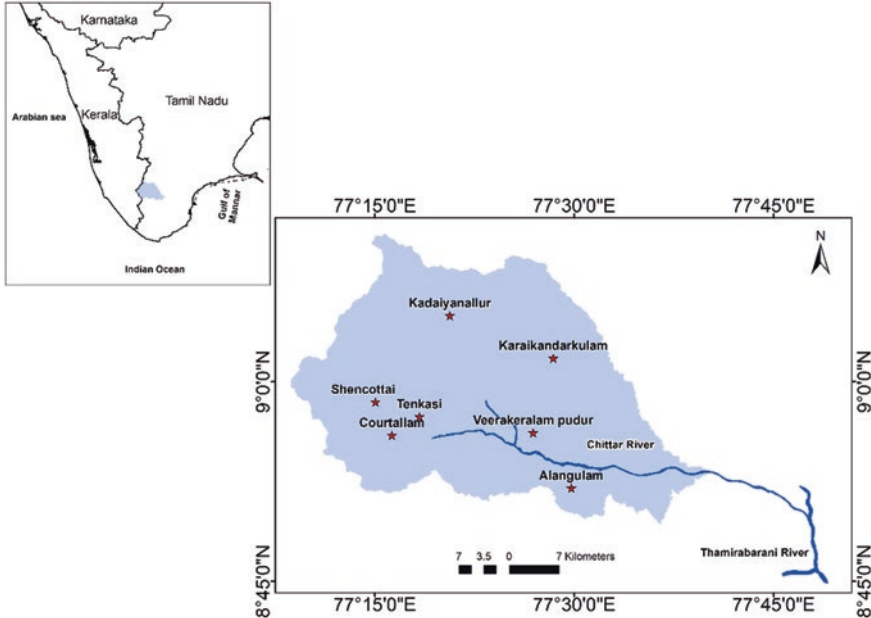 Karnataka
Tamil Nadu
Arabian sea
Kerala
Gulf of
Mannar
Indian Ocean
77°15'0"E
77°30'0"E
77°45'0"E
N
Kadaiyanallur
Karaikandarkulam
9°0'0"N
9°0'0"N
Shencottai
Tenkasi
Courtallam
Veerakeralam pudur
Chittar River
Alangulam
Thamirabarani River
7 3.5 0 7 Kilometers
8°45'0"N
8°45'0"N
77°15'0"E
77°30'0"E
77°45'0"E